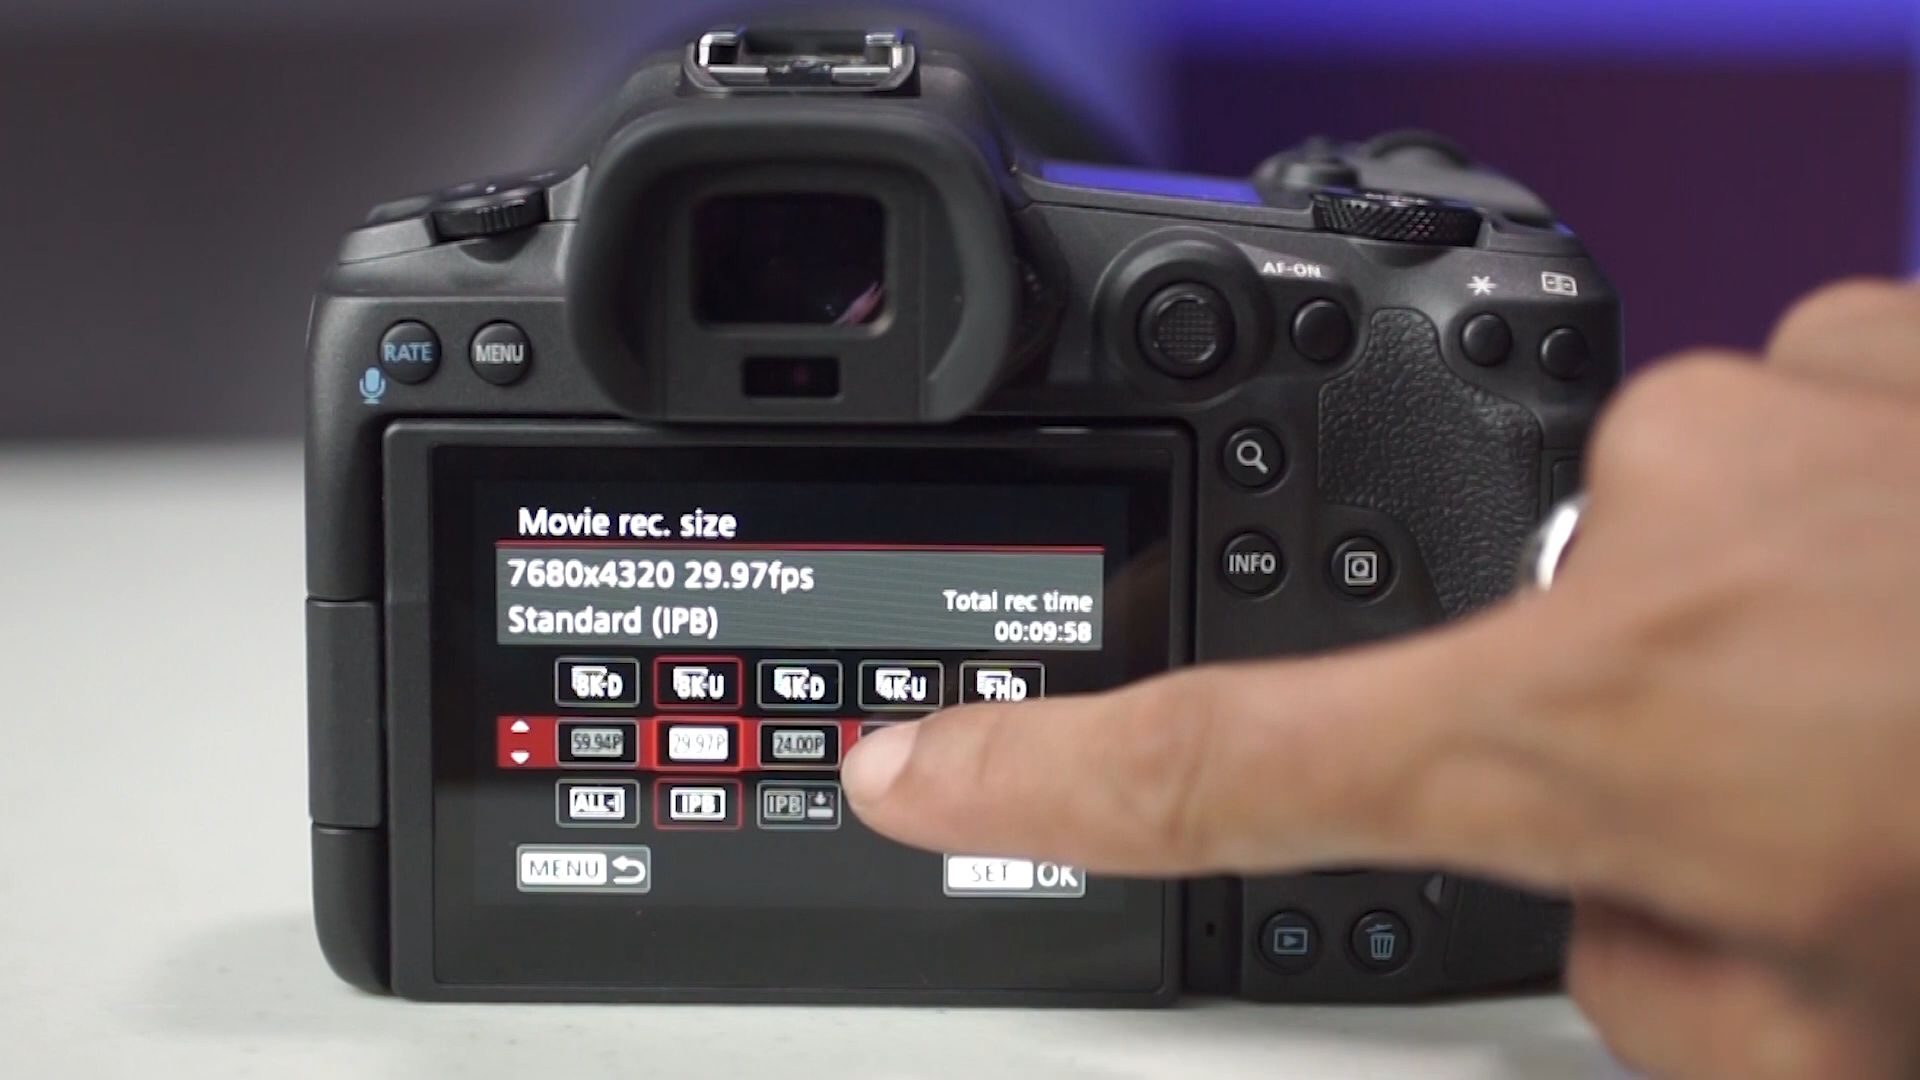 AF-ON
RATE
MENU
Movie rec. size
7680x4320 29.97fps
Standard (IPB)
Total rec time
00:09:58
8K-D 8K-U 4K-D 4K-U FHD
59.94P 29.97P 24.00P
ALL-I IPB IPB
MENU SET OK
INFO
Q